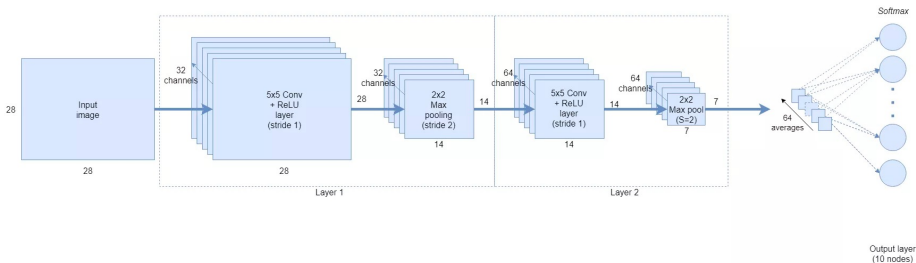 Softmax
32
channels
28
Input
image
28
5x5 Conv
+ ReLU
layer
(stride 1)
28
28
32
channels
2x2
Max
pooling
(stride 2)
14
14
Layer 1
64
channels
5x5 Conv
+ ReLU
layer
(stride 1)
14
14
64
channels
2x2
Max pool
(S=2)
7
7
Layer 2
64
averages
Output layer
(10 nodes)